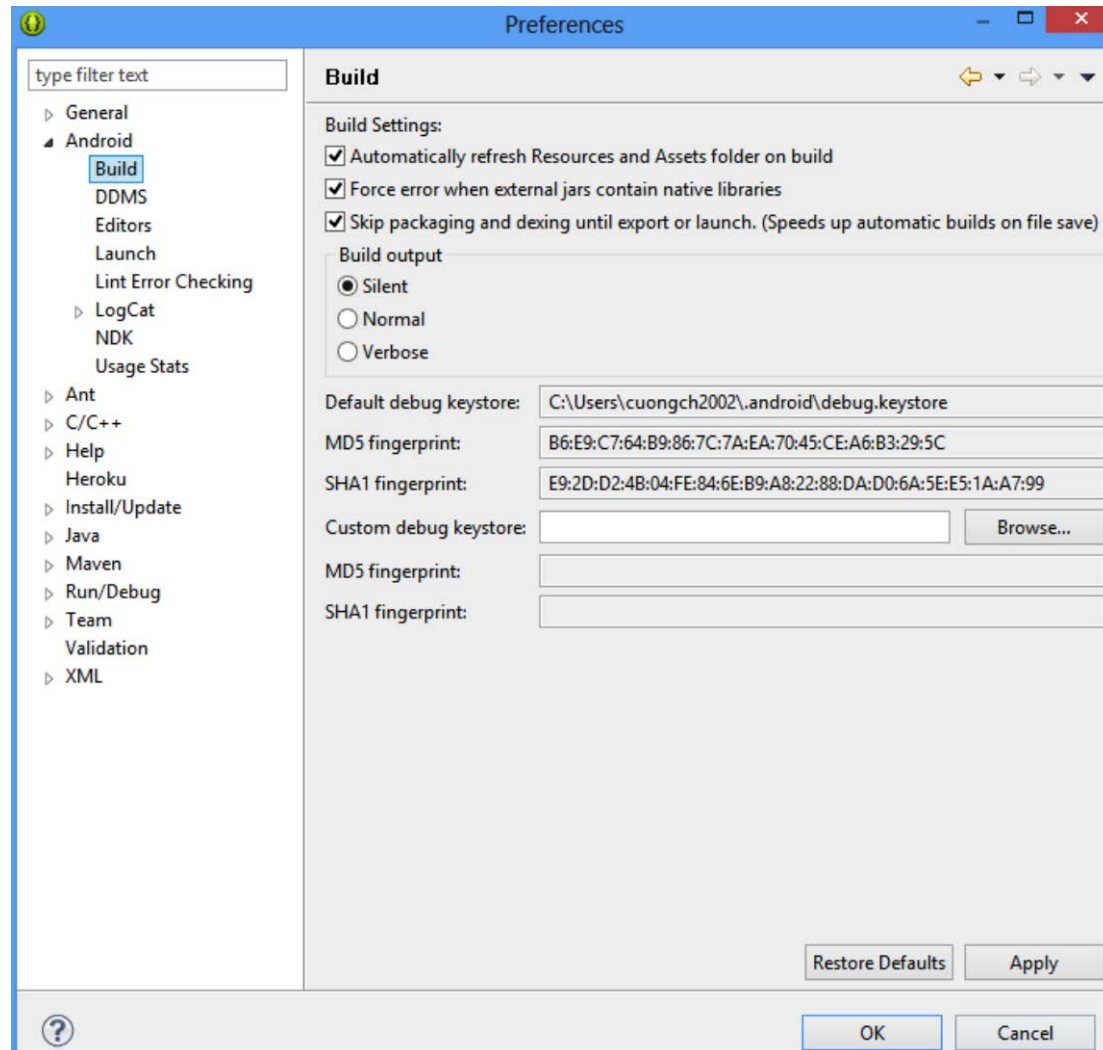 Preferences
type filter text
General
Android
Build
DDMS
Editors
Launch
Lint Error Checking
LogCat
NDK
Usage Stats
Ant
C/C++
Help
Heroku
Install/Update
Java
Maven
Run/Debug
Team
Validation
XML
Build
Build Settings:
Automatically refresh Resources and Assets folder on build
Force error when external jars contain native libraries
Skip packaging and dexing until export or launch. (Speeds up automatic builds on file save)
Build output
Silent
Normal
Verbose
Default debug keystore: C:\Users\cuongch2002\.android\debug.keystore
MD5 fingerprint: B6:E9:C7:64:B9:86:7C:7A:EA:70:45:CE:A6:B3:29:5C
SHA1 fingerprint: E9:2D:D2:4B:04:FE:84:6E:B9:A8:22:88:DA:D0:6A:5E:E5:1A:A7:99
Custom debug keystore: Browse...
MD5 fingerprint:
SHA1 fingerprint:
Restore Defaults Apply
? OK Cancel